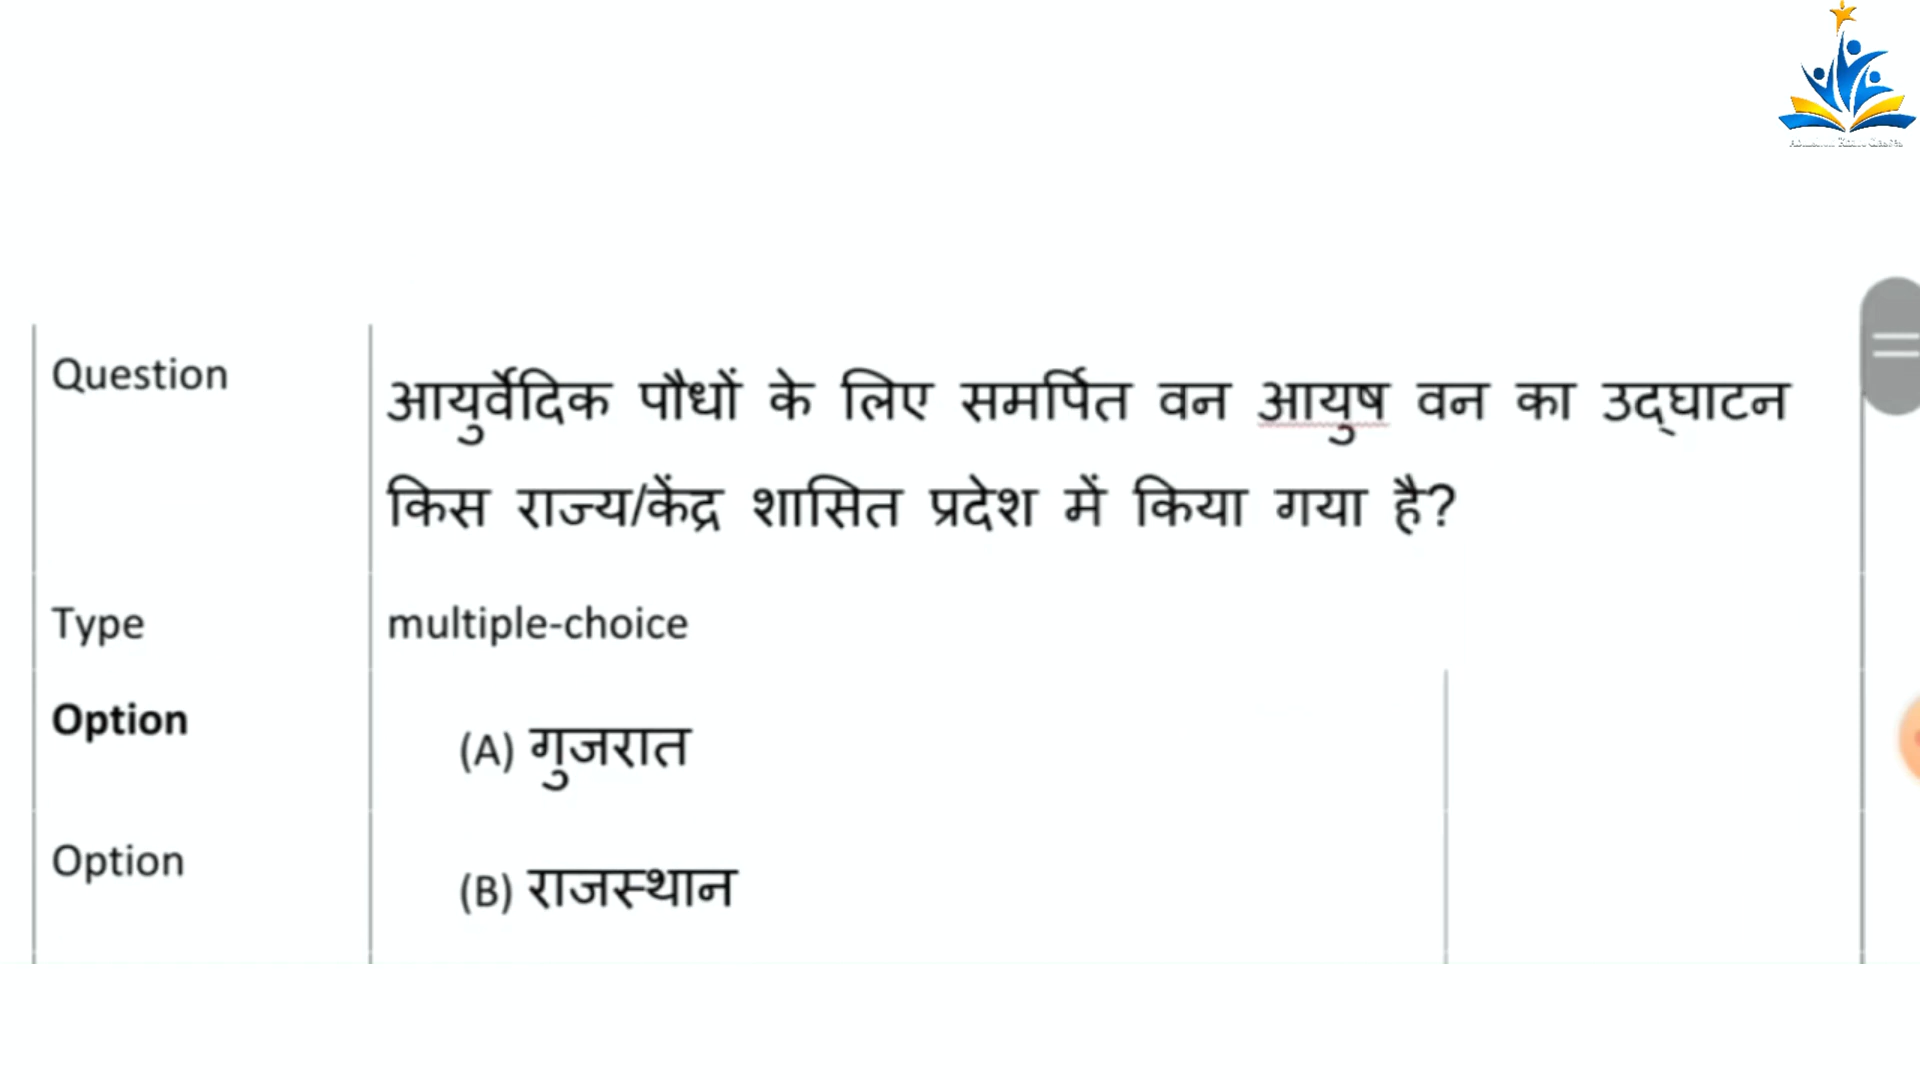 Question
आयुर्वेदिक पौधों के लिए समर्पित वन आयुष वन का उद्घाटन
किस राज्य/केंद्र शासित प्रदेश में किया गया है?
Type
multiple-choice
Option
(A) गुजरात
Option
(B) राजस्थान